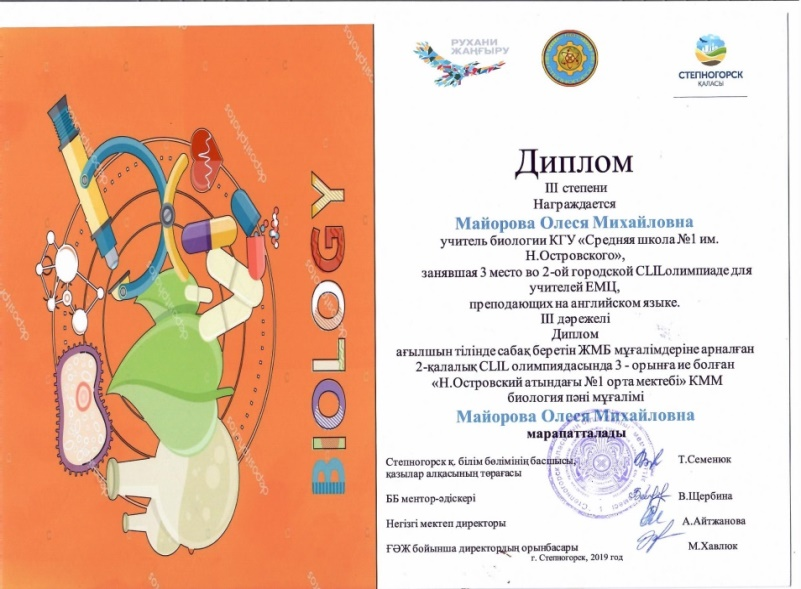 BIOLOGY
depositphotos
РУХАНИ
ЖАҢҒЫРУ
СТЕПНОГОРСК
ҚАЛАСЫ
Диплом
III степени
Награждается
Майорова Олеся Михайловна
учитель биологии КГУ «Средняя школа №1 им.
Н.Островского»,
занявшая 3 место во 2-ой городской CLILолимпиаде для
учителей ЕМЦ,
преподающих на английском языке.
III дәрежелі
Диплом
ағылшын тілінде сабақ беретін ЖМБ мұғалімдеріне арналған
2-қалалық CLIL олимпиадасында 3 - орынға ие болған
«Н.Островский атындағы №1 орта мектебі» КММ
биология пәні мұғалімі
Майорова Олеся Михайловна
марапатталады
Степногорск қ. білім бөлімінің басшысы, Т.Семенюк
қазылар алқасының төрағасы
ББ ментор-әдіскері В.Щербина
Негізгі мектеп директоры А.Айтжанова
ҒӘЖ бойынша директордың орынбасары М.Хавлюк
г. Степногорск, 2019 год